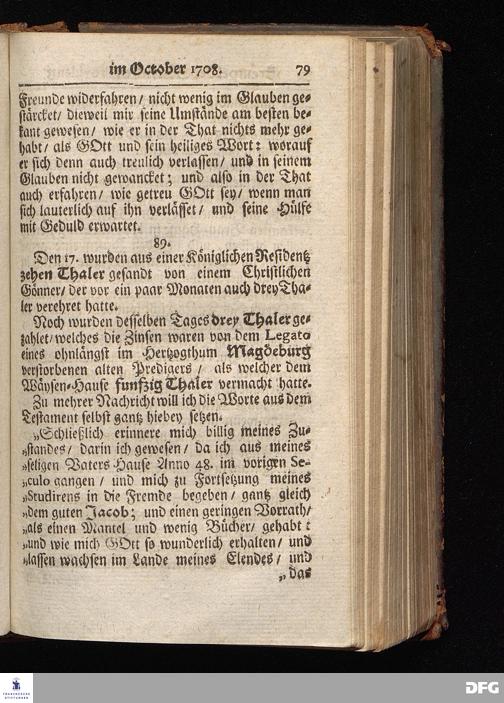 im October 1708. 79
Freunde widerfahren / nicht wenig im Glauben ge-
stärcket / dieweil mir seine Umstände am besten be-
kant gewesen / wie er in der That nichts mehr ge-
habt / als GOtt und sein heiliges Wort: worauf
er sich denn auch treulich verlassen / und in seinem
Glauben nicht gewancket; und also in der That
auch erfahren / wie getreu GOtt sey / wenn man
sich lauterlich auf ihn verlässet / und seine Hülfe
mit Geduld erwartet.
89.
Den 17. wurden aus einer Königlichen Residentz
zehen Thaler gesandt von einem Christlichen
Gönner / der vor ein paar Monaten auch drey Tha-
ler verehret hatte.
Noch wurden desselben Tages drey Thaler ge-
zahlet / welches die Zinsen waren von dem Legato
eines ohnlängst im Hertzogthum Magdeburg
verstorbenen alten Predigers / als welcher dem
Wäysen-Hause funfzig Thaler vermacht hatte.
Zu mehrer Nachricht will ich die Worte aus dem
Testament selbst gantz hiebey setzen.
„Schließlich erinnere mich billig meines Zu-
„standes / darin ich gewesen / da ich aus meines
„seligen Vaters Hause Anno 48. im vorigen Se-
„culo gangen / und mich zu Fortsetzung meines
„Studirens in die Fremde begeben / gantz gleich
„dem guten Jacob; und einen geringen Vorrath /
„als einen Mantel und wenig Bücher / gehabt :
„und wie mich GOtt so wunderlich erhalten / und
„lassen wachsen im Lande meines Elendes / und
„das
FRANCKESCHE
STIFTUNGEN
DFG